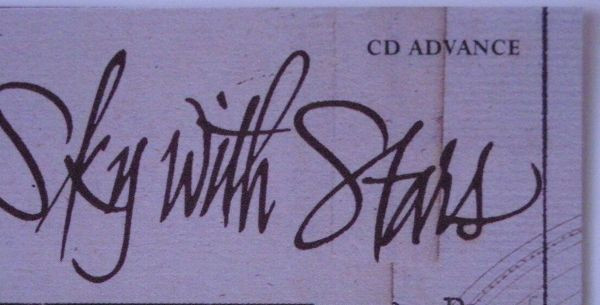 CD ADVANCE
Sky with Stars